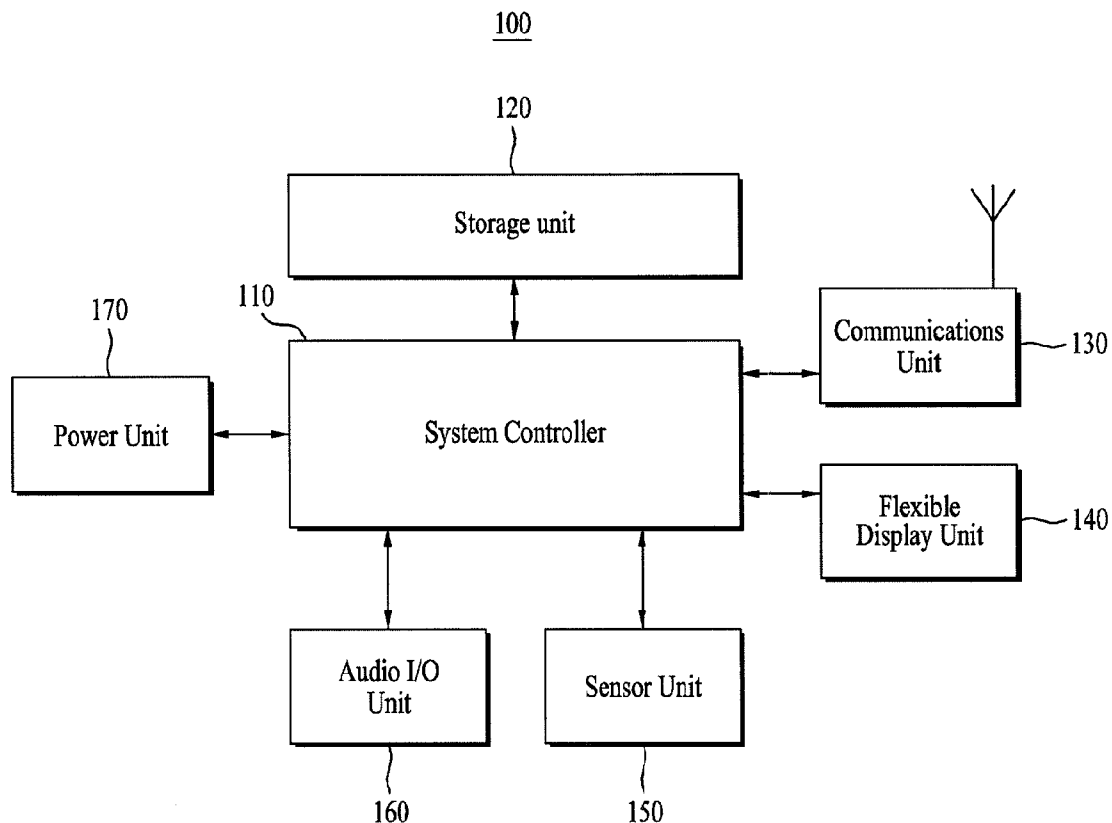 100
120
Storage unit
110
170
Communications
Unit
130
Power Unit
System Controller
Flexible
Display Unit
140
Audio I/O
Unit
Sensor Unit
160
150